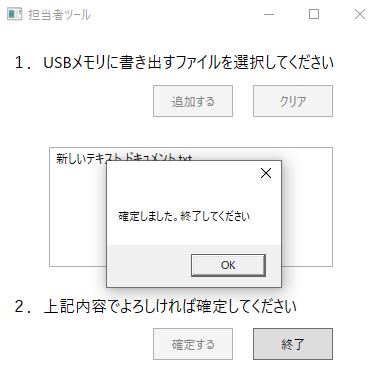 担当者ツール
1. USBメモリに書き出すファイルを選択してください
追加する
クリア
新しいテキスト ドキュメント.txt
確定しました。終了してください
OK
2. 上記内容でよろしければ確定してください
確定する
終了